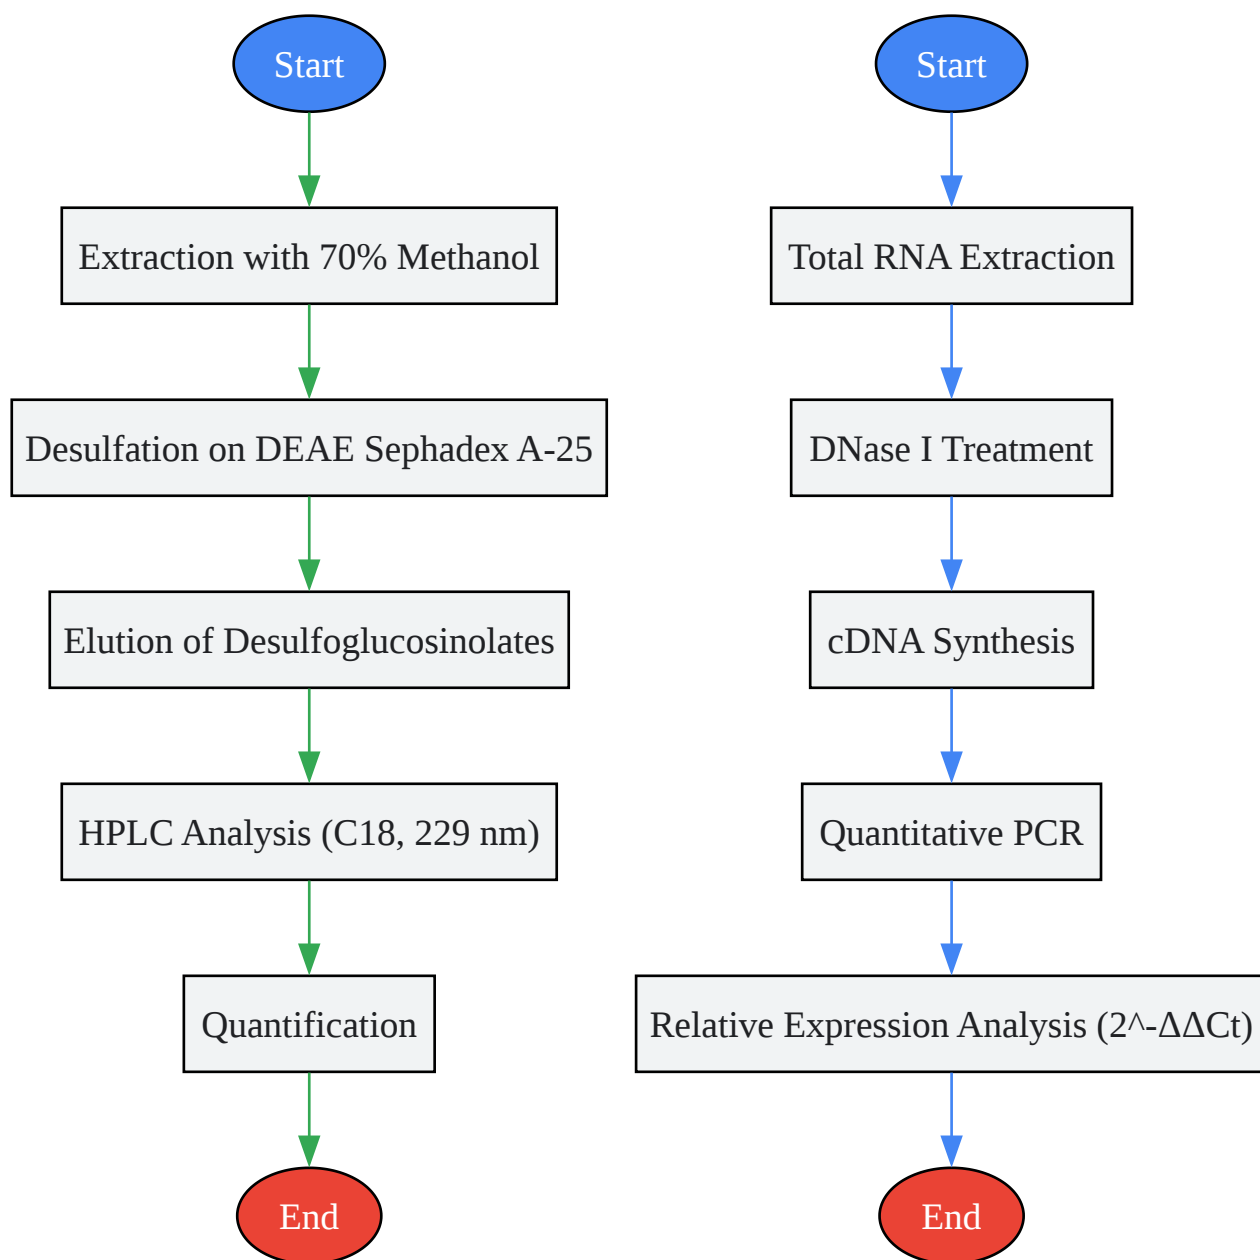 Start
Extraction with 70% Methanol
Desulfation on DEAE Sephadex A-25
Elution of Desulfoglucosinolates
HPLC Analysis (C18, 229 nm)
Quantification
End
Start
Total RNA Extraction
DNase I Treatment
cDNA Synthesis
Quantitative PCR
Relative Expression Analysis (2^-ΔΔCt)
End